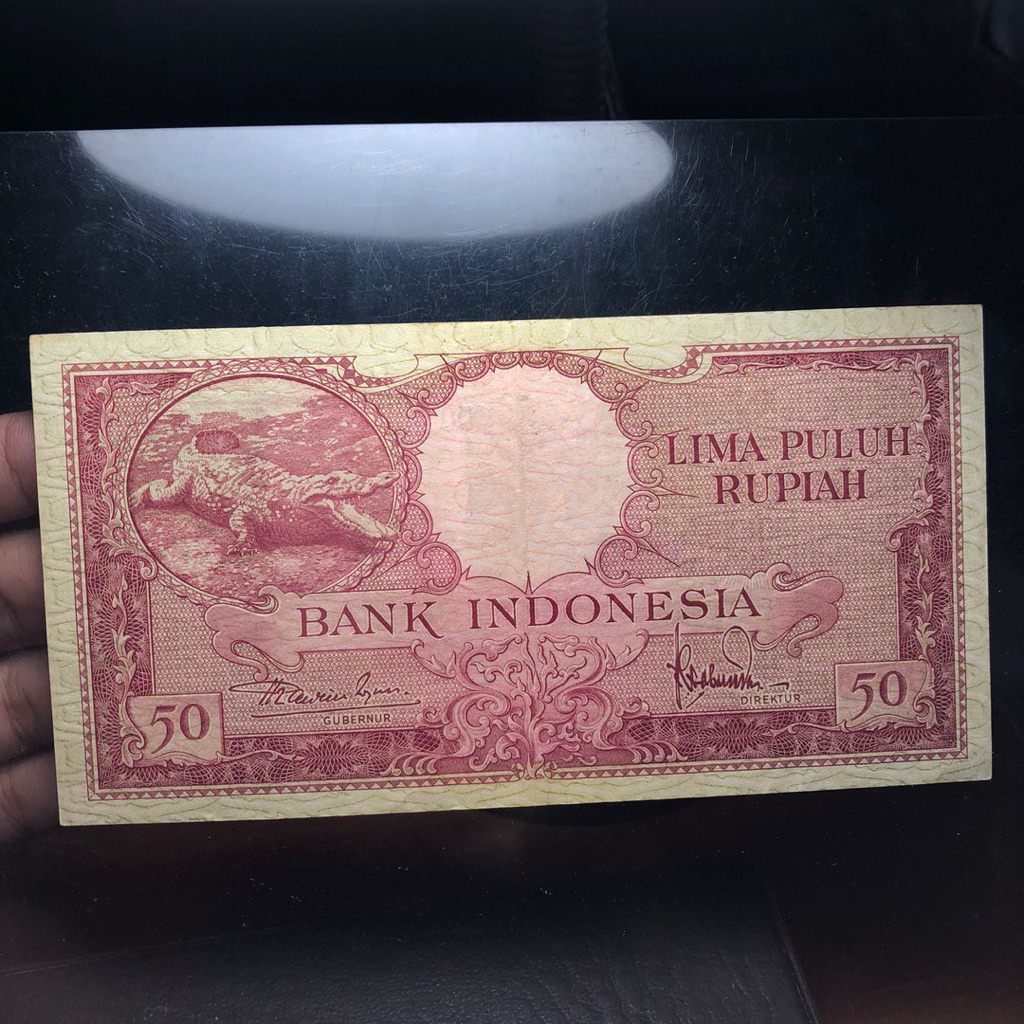 LIMA PULUH
RUPIAH
BANK INDONESIA
GUBERNUR
DIREKTUR
50
50